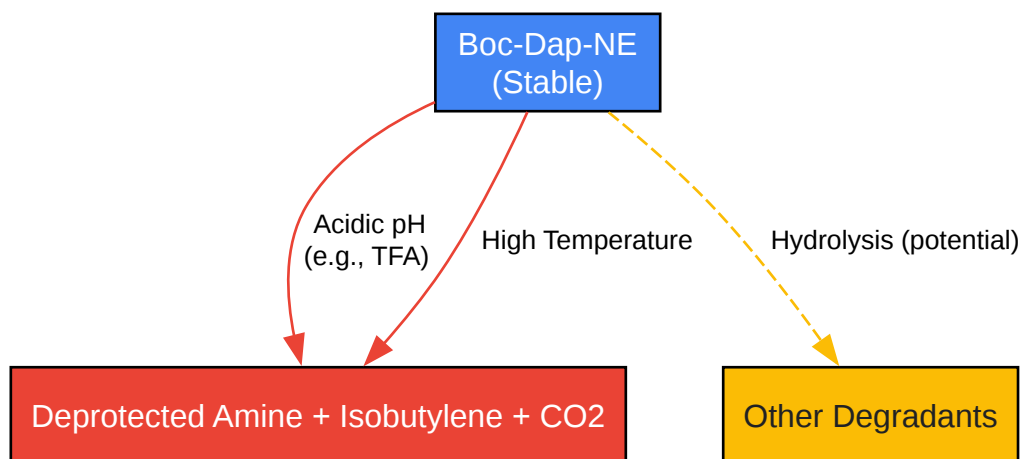 Boc-Dap-NE
(Stable)
Acidic pH
(e.g., TFA)
High Temperature
Hydrolysis (potential)
Deprotected Amine + Isobutylene + CO2
Other Degradants